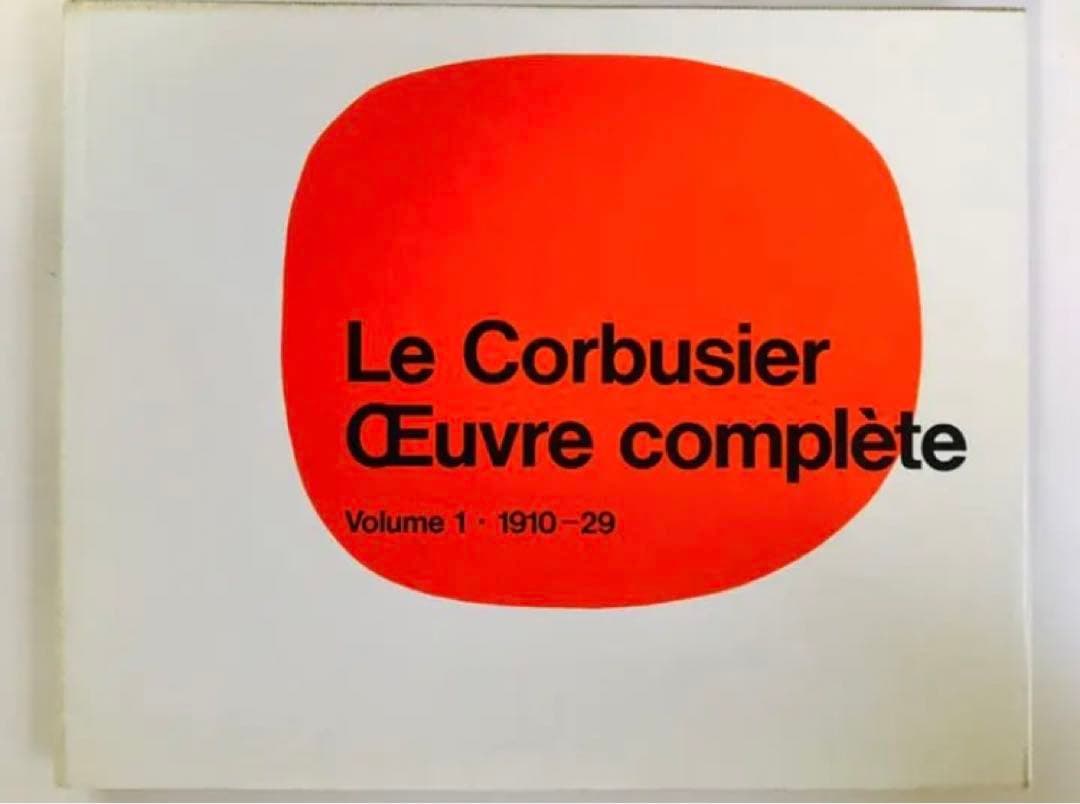 Le Corbusier
Œuvre complète
Volume 1 · 1910–29